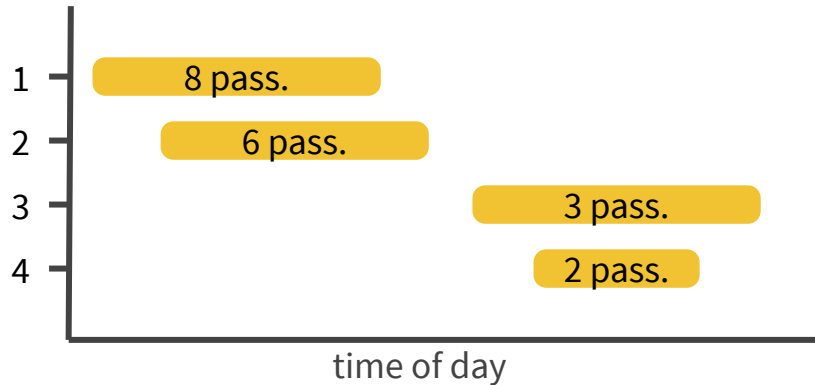 1 8 pass.
2 6 pass.
3 3 pass.
4 2 pass.
time of day